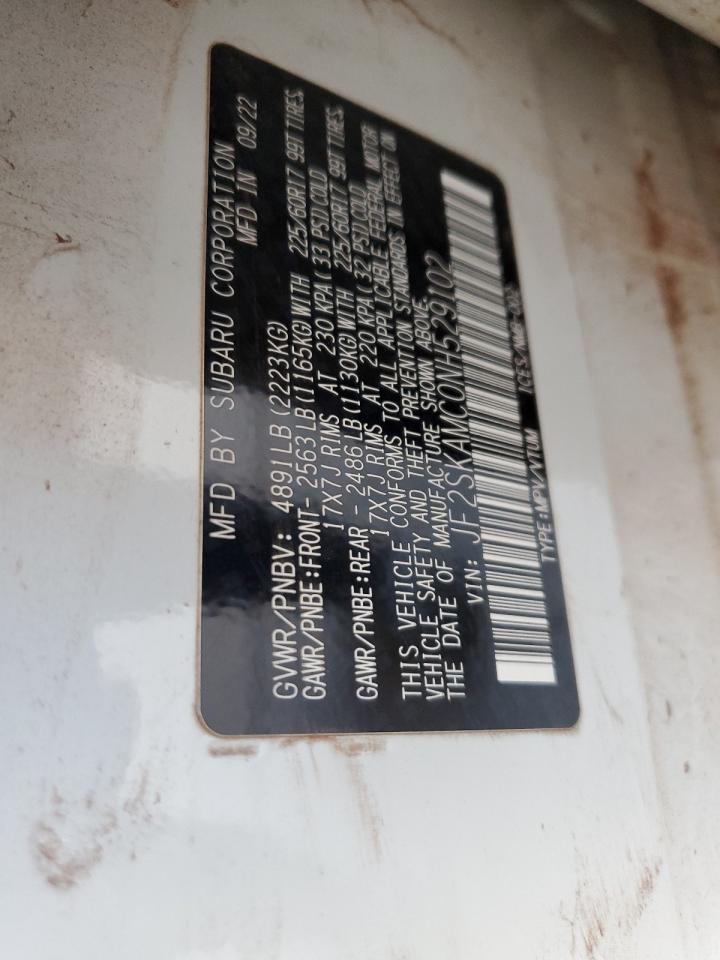 MFD BY SUBARU CORPORATION
MFD IN 09/22
GVWR/PNBV: 4891LB(2223KG)
GAWR/PNBE:FRONT- 2563LB(1165KG)WITH 225/60R17 99T TIRES.
17X7J RIMS AT 230 KPA( 33 PSI)COLD.
GAWR/PNBE:REAR - 2486LB(1130KG)WITH 225/60R17 99T TIRES.
17X7J RIMS AT 220 KPA( 32 PSI)COLD.
THIS VEHICLE CONFORMS TO ALL APPLICABLE FEDERAL MOTOR
VEHICLE SAFETY AND THEFT PREVENTION STANDARDS IN EFFECT ON
THE DATE OF MANUFACTURE SHOWN ABOVE.
VIN: JF2SKAMC0NH529102
TYPE:MPV/VTUM